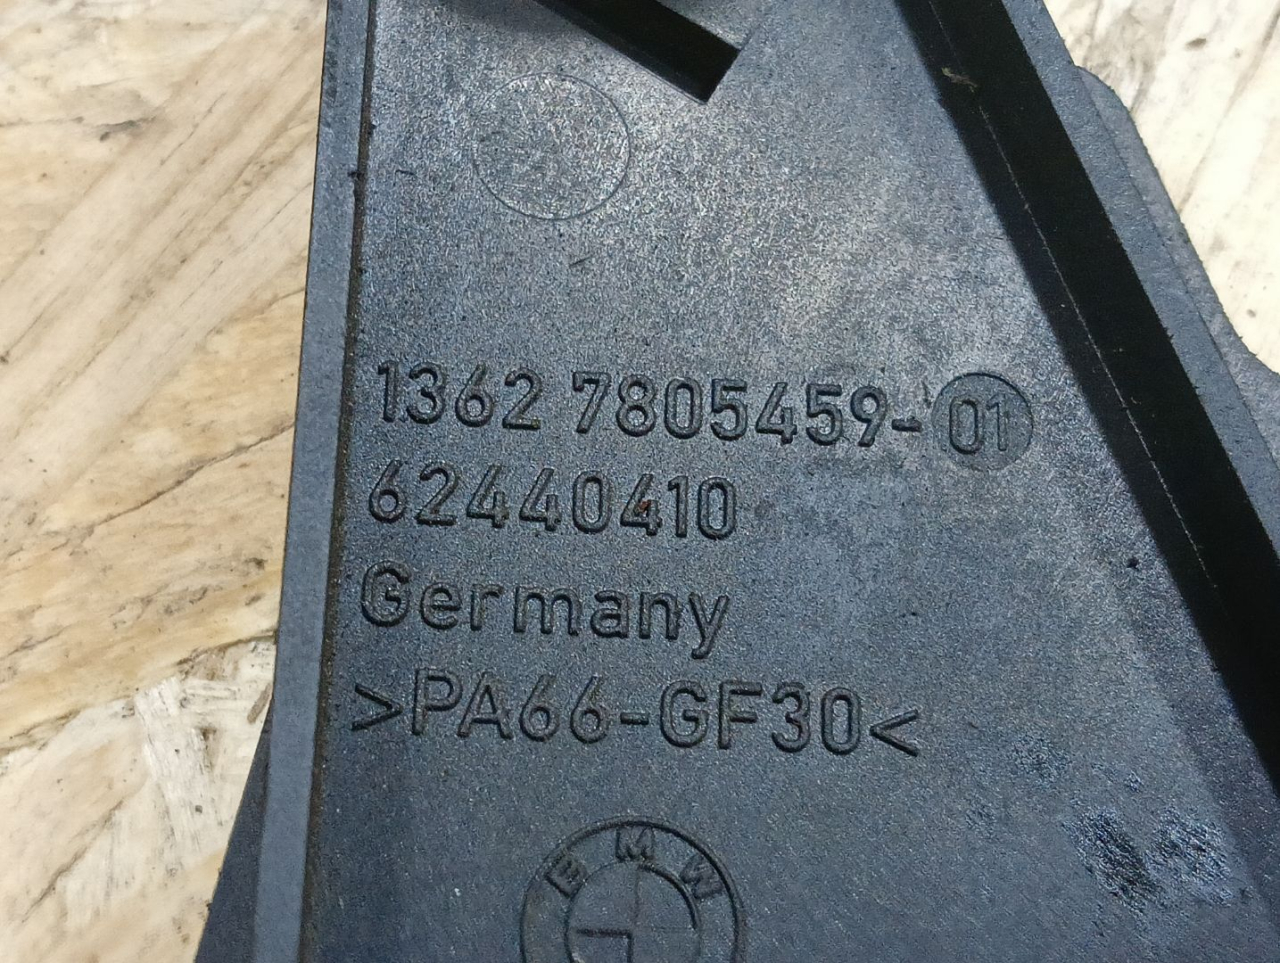 1362 7805459-01
62440410
Germany
>PA66-GF30<
BMW